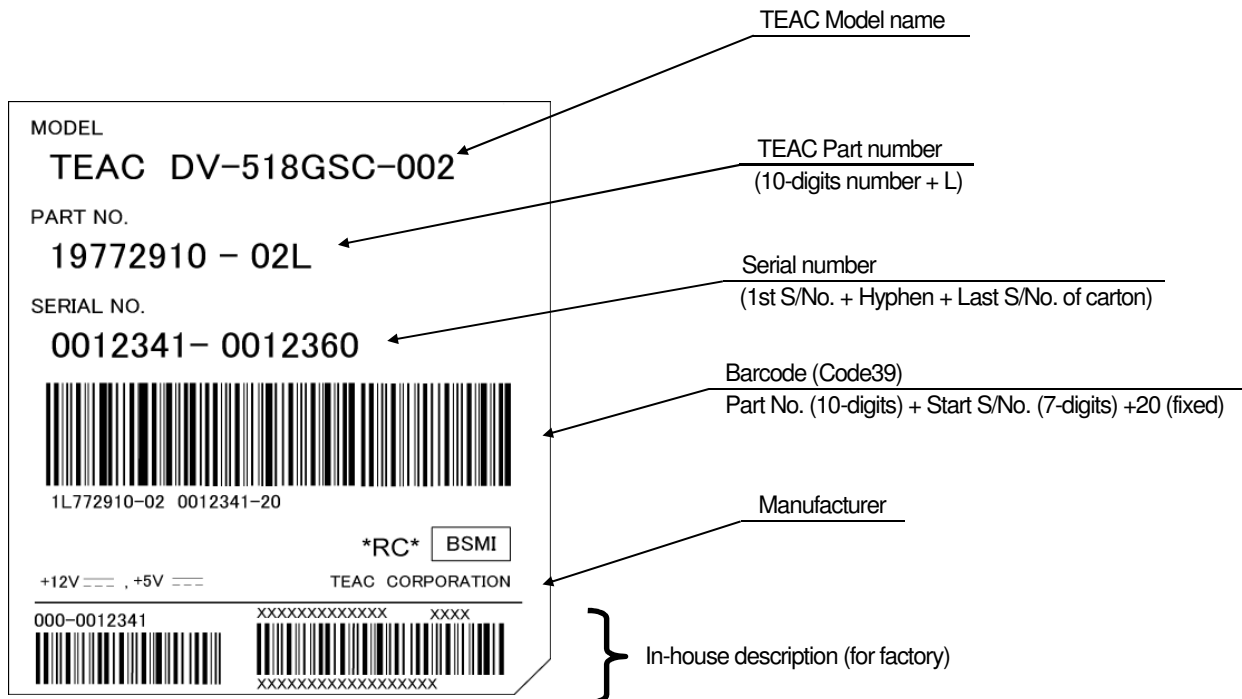 TEAC Model name
MODEL
TEAC DV-518GSC-002
TEAC Part number
(10-digits number + L)
PART NO.
19772910 - 02L
Serial number
(1st S/No. + Hyphen + Last S/No. of carton)
SERIAL NO.
0012341- 0012360
Barcode (Code39)
Part No. (10-digits) + Start S/No. (7-digits) +20 (fixed)
1L772910-02 0012341-20
Manufacturer
*RC* BSMI
+12V , +5V
TEAC CORPORATION
000-0012341
XXXXXXXXXXXXX XXXX
XXXXXXXXXXXXXXXXXX
In-house description (for factory)